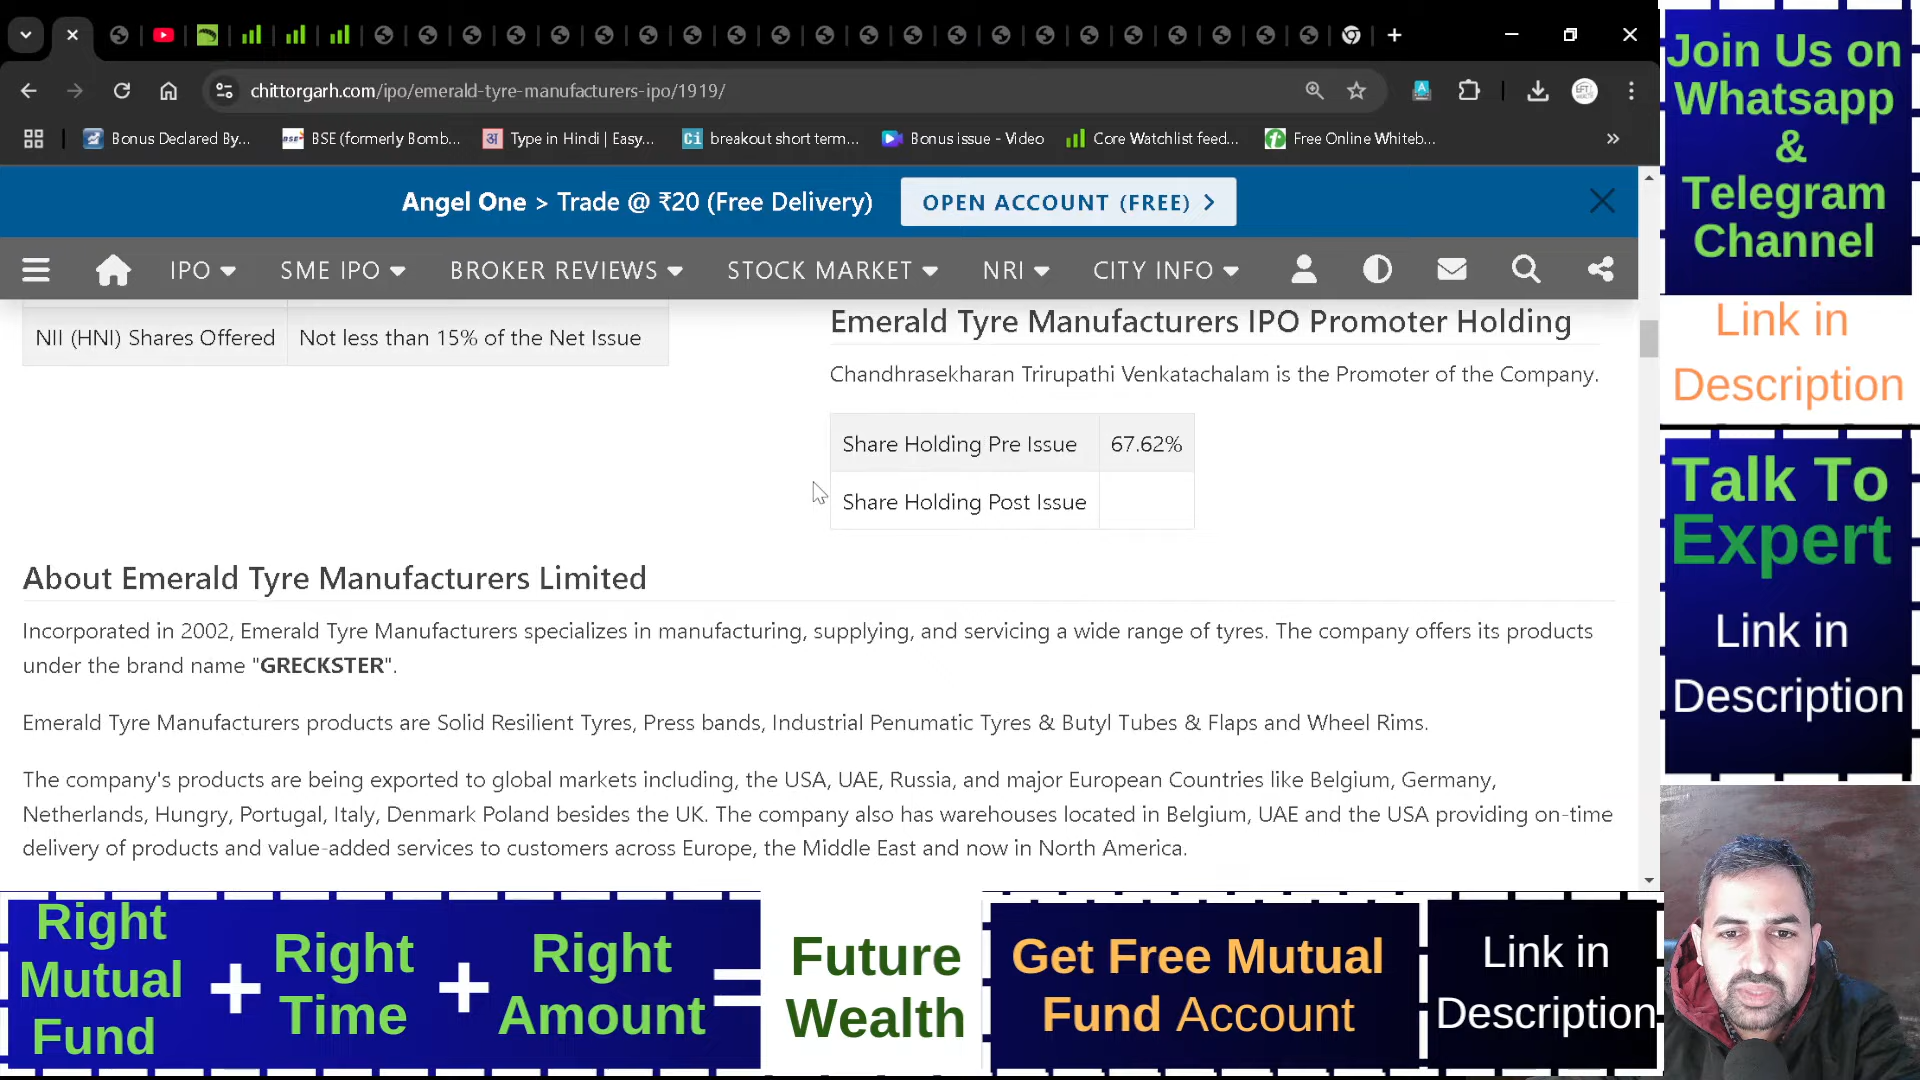 chittorgarh.com/ipo/emerald-tyre-manufacturers-ipo/1919/
Bonus Declared By...
BSE (formerly Bomb...
Type in Hindi | Easy...
breakout short term...
Bonus issue - Video
Core Watchlist feed...
Free Online Whiteb...
Angel One > Trade @ ₹20 (Free Delivery)
OPEN ACCOUNT (FREE)
IPO
SME IPO
BROKER REVIEWS
STOCK MARKET
NRI
CITY INFO
NII (HNI) Shares Offered
Not less than 15% of the Net Issue
Emerald Tyre Manufacturers IPO Promoter Holding
Chandhrasekharan Trirupathi Venkatachalam is the Promoter of the Company.
Share Holding Pre Issue
67.62%
Share Holding Post Issue
About Emerald Tyre Manufacturers Limited
Incorporated in 2002, Emerald Tyre Manufacturers specializes in manufacturing, supplying, and servicing a wide range of tyres. The company offers its products
under the brand name "GRECKSTER".
Emerald Tyre Manufacturers products are Solid Resilient Tyres, Press bands, Industrial Penumatic Tyres & Butyl Tubes & Flaps and Wheel Rims.
The company's products are being exported to global markets including, the USA, UAE, Russia, and major European Countries like Belgium, Germany,
Netherlands, Hungry, Portugal, Italy, Denmark Poland besides the UK. The company also has warehouses located in Belgium, UAE and the USA providing on-time
delivery of products and value-added services to customers across Europe, the Middle East and now in North America.
Join Us on
Whatsapp
&
Telegram
Channel
Link in
Description
Talk To
Expert
Link in
Description
Right
Mutual
Fund
+
Right
Time
+
Right
Amount
=
Future
Wealth
Get Free Mutual
Fund Account
Link in
Description